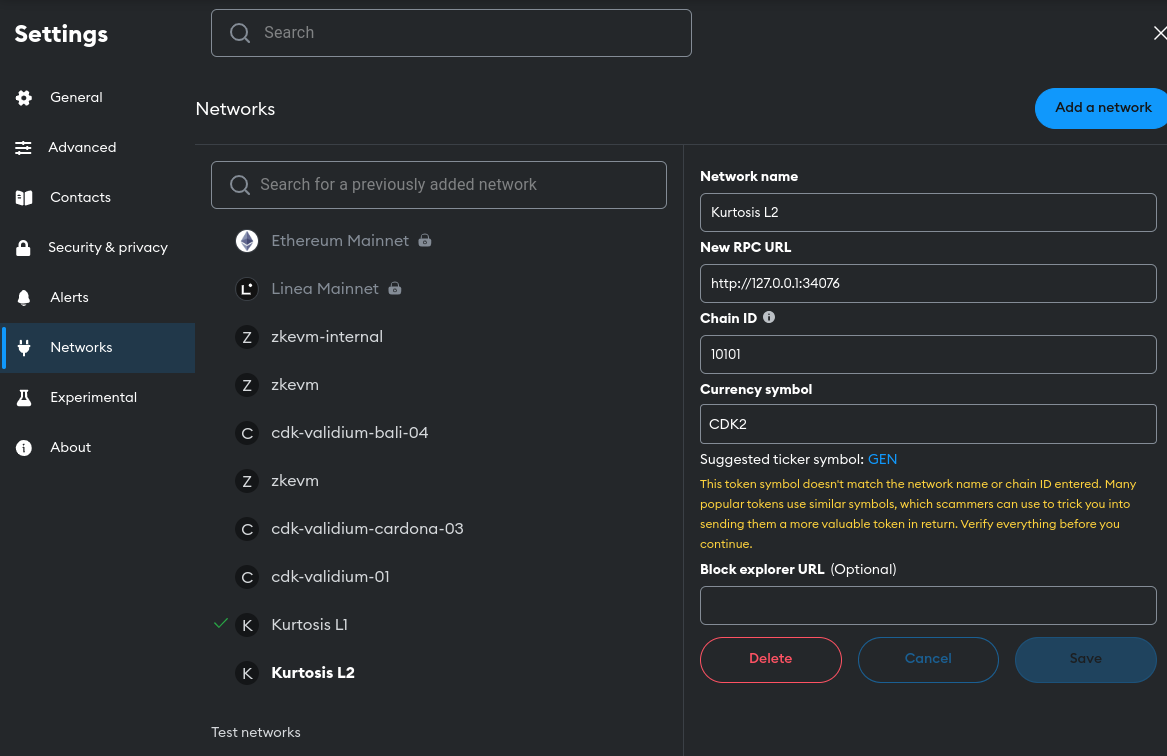 Settings
Search
General
Advanced
Contacts
Security & privacy
Alerts
Networks
Experimental
About
Networks
Add a network
Search for a previously added network
Ethereum Mainnet
L Linea Mainnet
Z zkevm-internal
Z zkevm
C cdk-validium-bali-04
Z zkevm
C cdk-validium-cardona-03
C cdk-validium-01
K Kurtosis L1
K Kurtosis L2
Test networks
Network name
Kurtosis L2
New RPC URL
http://127.0.0.1:34076
Chain ID
10101
Currency symbol
CDK2
Suggested ticker symbol: GEN
This token symbol doesn't match the network name or chain ID entered. Many
popular tokens use similar symbols, which scammers can use to trick you into
sending them a more valuable token in return. Verify everything before you
continue.
Block explorer URL (Optional)
Delete
Cancel
Save